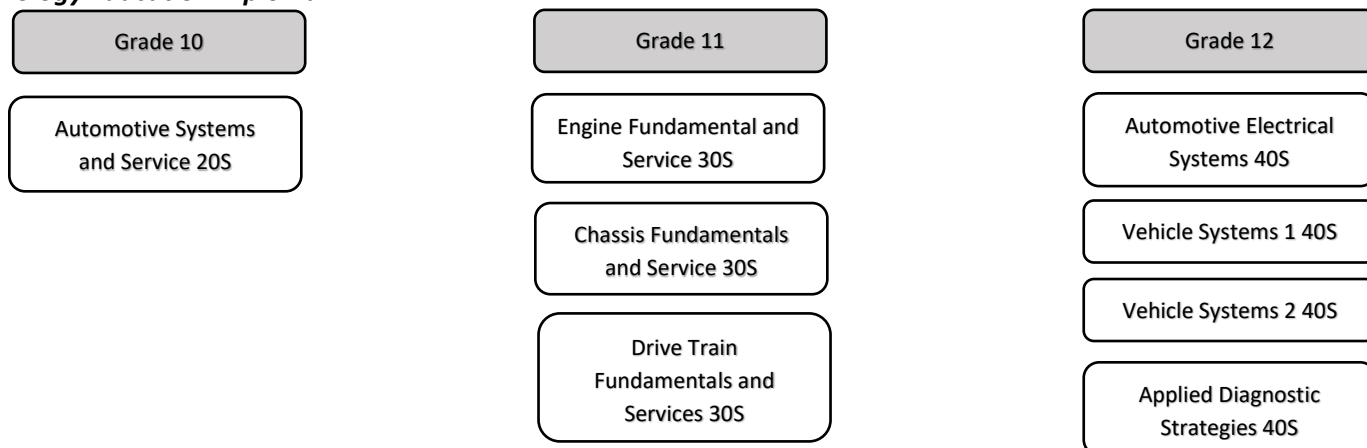 Grade 10
Automotive Systems
and Service 20S
Grade 11
Engine Fundamental and
Service 30S
Chassis Fundamentals
and Service 30S
Drive Train
Fundamentals and
Services 30S
Grade 12
Automotive Electrical
Systems 40S
Vehicle Systems 1 40S
Vehicle Systems 2 40S
Applied Diagnostic
Strategies 40S